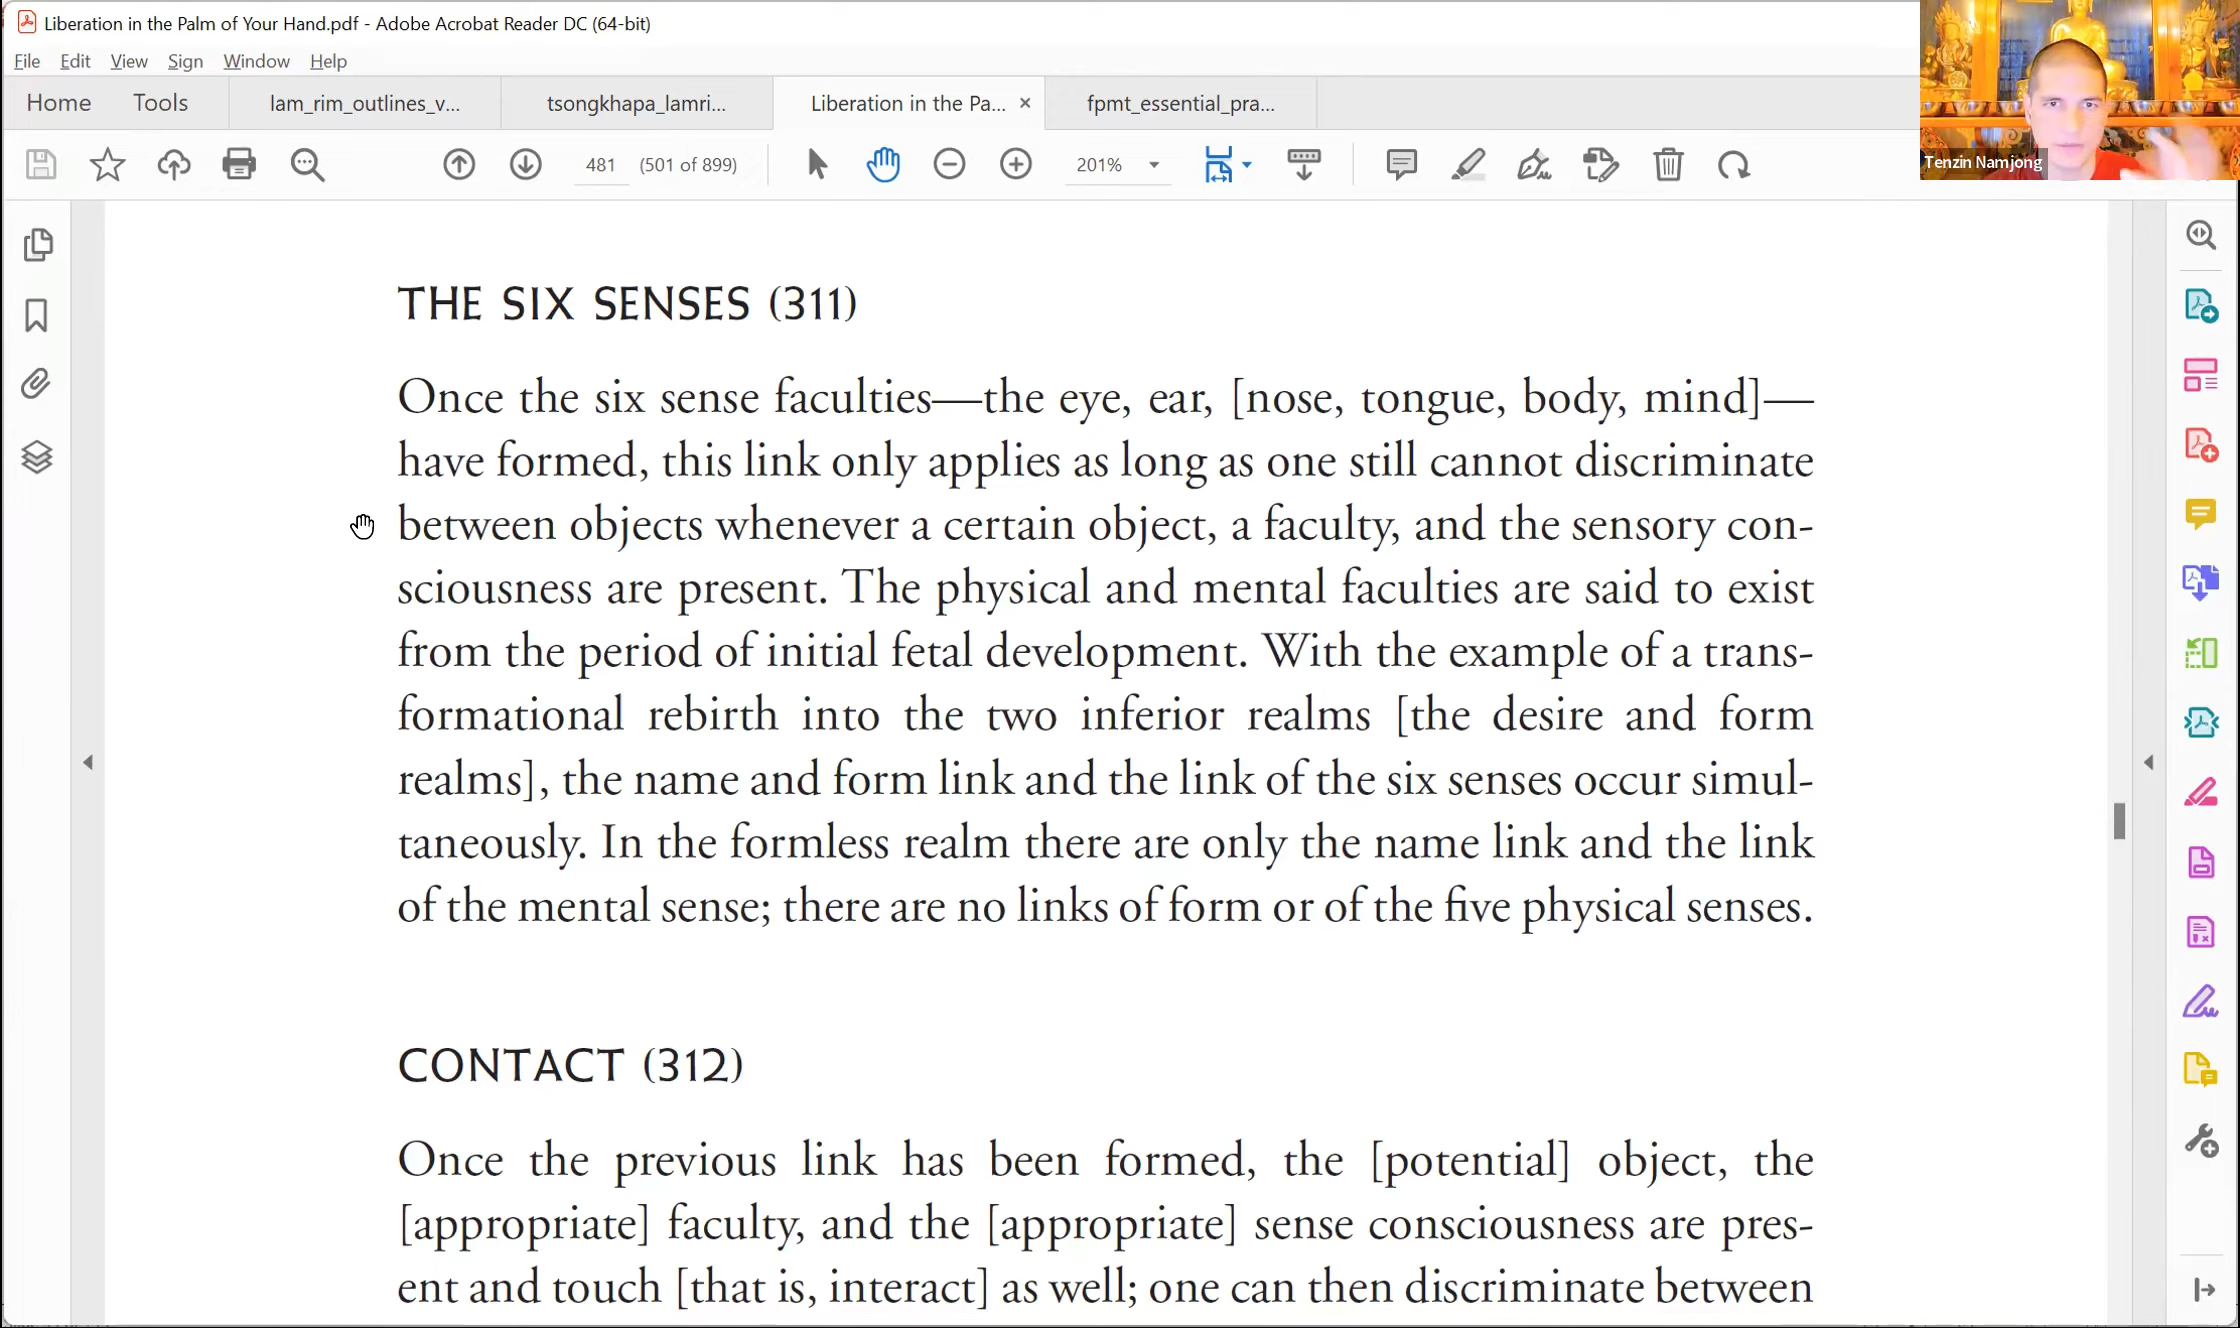 Liberation in the Palm of Your Hand.pdf - Adobe Acrobat Reader DC (64-bit)
File Edit View Sign Window Help
Home Tools lam_rim_outlines_v... tsongkhapa_lamri... Liberation in the Pa... × fpmt_essential_pra...
481 (501 of 899) 201%
Tenzin Namjong
THE SIX SENSES (311)
Once the six sense faculties—the eye, ear, [nose, tongue, body, mind]—
have formed, this link only applies as long as one still cannot discriminate
between objects whenever a certain object, a faculty, and the sensory con-
sciousness are present. The physical and mental faculties are said to exist
from the period of initial fetal development. With the example of a trans-
formational rebirth into the two inferior realms [the desire and form
realms], the name and form link and the link of the six senses occur simul-
taneously. In the formless realm there are only the name link and the link
of the mental sense; there are no links of form or of the five physical senses.
CONTACT (312)
Once the previous link has been formed, the [potential] object, the
[appropriate] faculty, and the [appropriate] sense consciousness are pres-
ent and touch [that is, interact] as well; one can then discriminate between